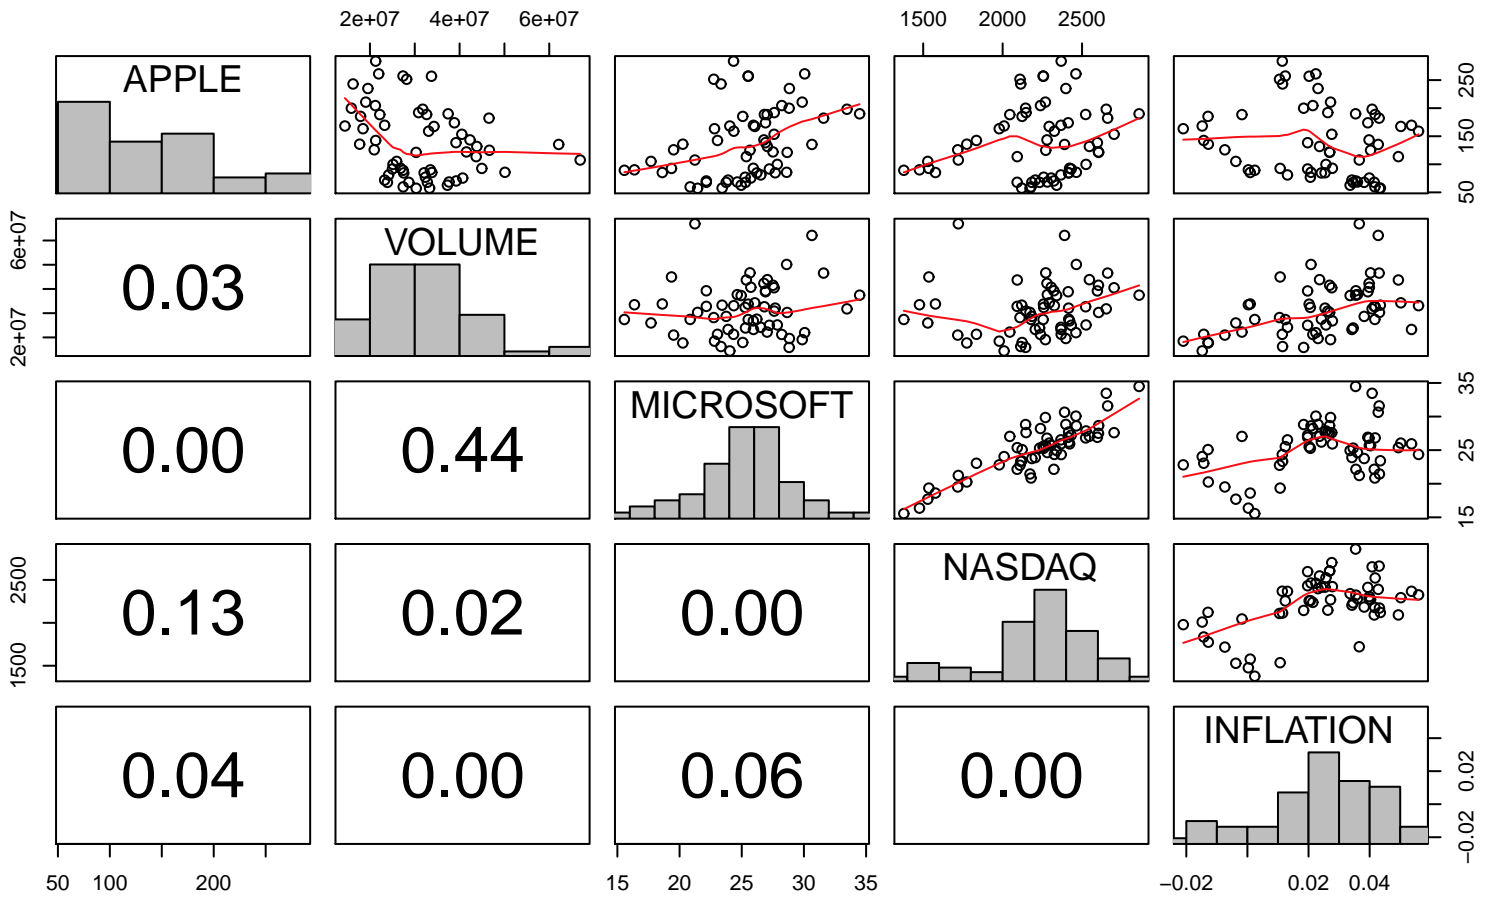 2e+07 4e+07 6e+07 1500 2000 2500
APPLE
50 150 250
VOLUME
2e+07 6e+07
0.03
MICROSOFT
0.00 0.44
15 25 35
NASDAQ
1500 2500
0.13 0.02 0.00
INFLATION
0.04 0.00 0.06 0.00
−0.02 0.02
50 100 200 15 20 25 30 35 −0.02 0.02 0.04